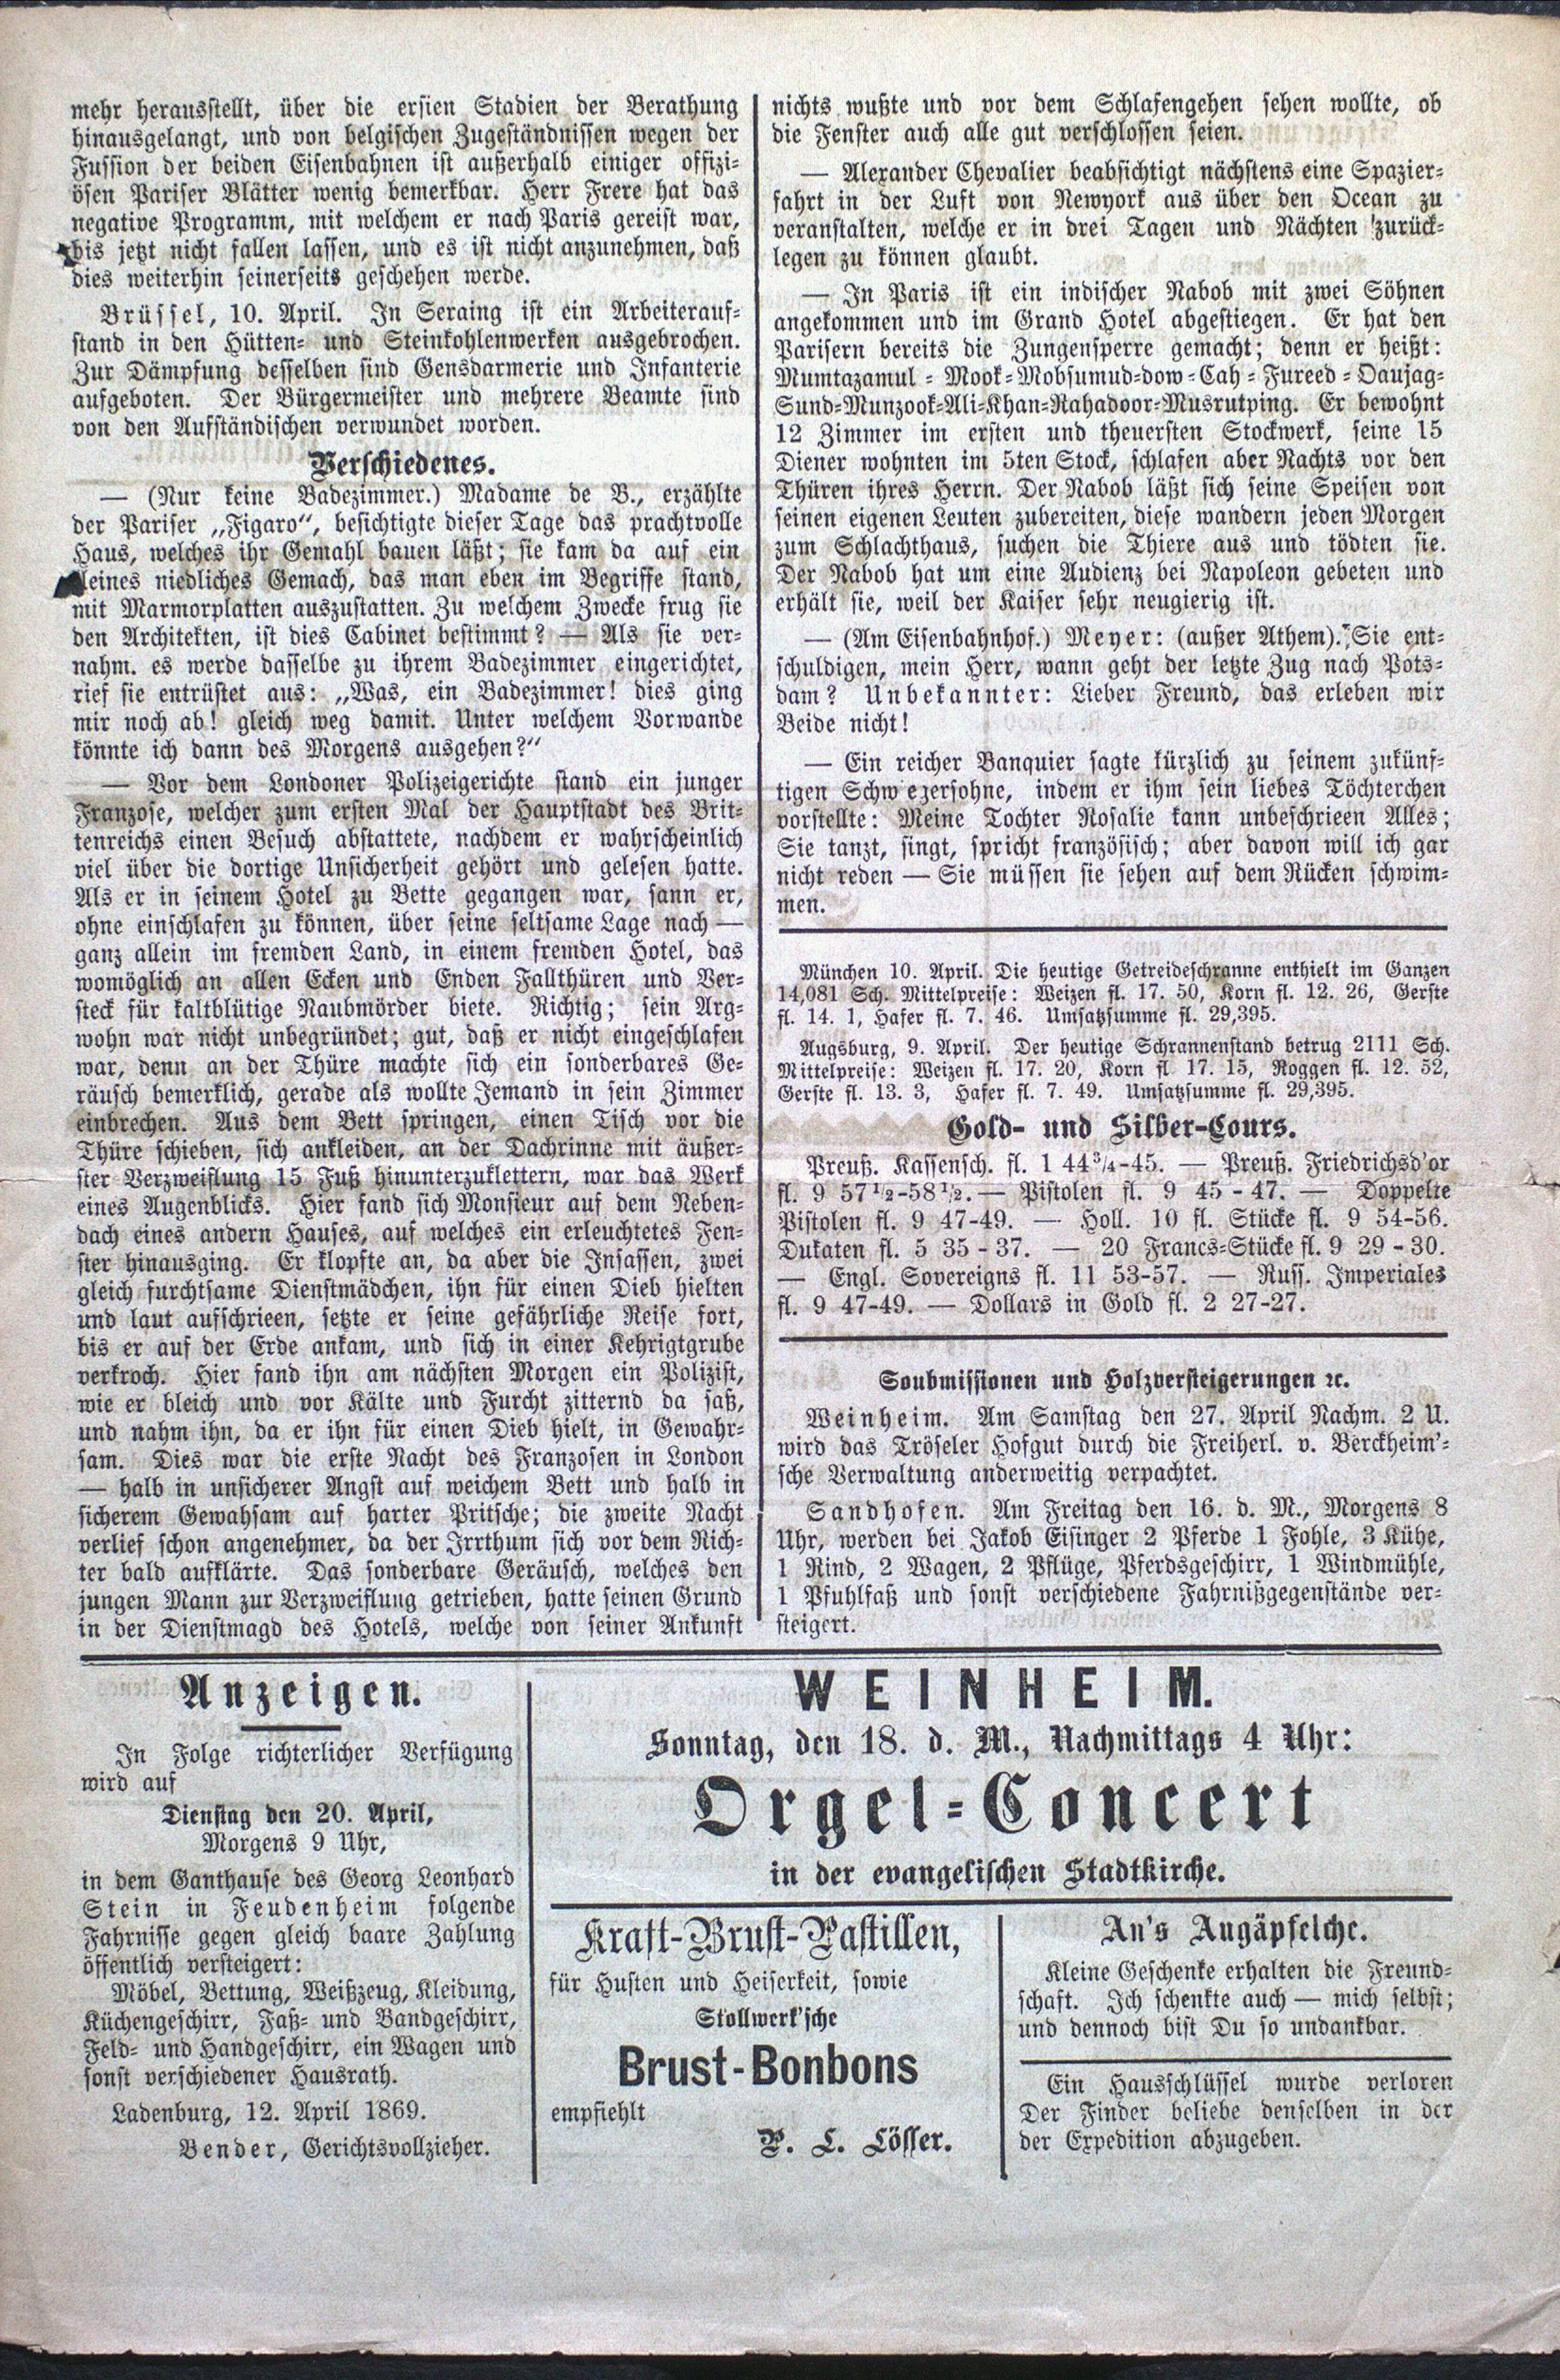 mehr herausstellt, über die ersien Stadien der Berathung
hinausgelangt, und von belgischen Zugeständnissen wegen der
Fussion der beiden Eisenbahnen ist außerhalb einiger offizi-
ösen Pariser Blätter wenig bemerkbar. Herr Frere hat das
negative Programm, mit welchem er nach Paris gereist war,
bis jetzt nicht fallen lassen, und es ist nicht anzunehmen, daß
dies weiterhin seinerseits geschehen werde.
Brüssel, 10. April. In Seraing ist ein Arbeiterauf-
stand in den Hütten- und Steinkohlenwerken ausgebrochen.
Zur Dämpfung desselben sind Gensdarmerie und Infanterie
aufgeboten. Der Bürgermeister und mehrere Beamte sind
von den Aufständischen verwundet worden.
Verschiedenes.
— (Nur keine Badezimmer.) Madame de B., erzählte
der Pariser „Figaro“, besichtigte dieser Tage das prachtvolle
Haus, welches ihr Gemahl bauen läßt; sie kam da auf ein
kleines niedliches Gemach, das man eben im Begriffe stand,
mit Marmorplatten auszustatten. Zu welchem Zwecke frug sie
den Architekten, ist dies Cabinet bestimmt? — Als sie ver-
nahm. es werde dasselbe zu ihrem Badezimmer eingerichtet,
rief sie entrüstet aus: „Was, ein Badezimmer! dies ging
mir noch ab! gleich weg damit. Unter welchem Vorwande
könnte ich dann des Morgens ausgehen?“
— Vor dem Londoner Polizeigerichte stand ein junger
Franzose, welcher zum ersten Mal der Hauptstadt des Brit-
tenreichs einen Besuch abstattete, nachdem er wahrscheinlich
viel über die dortige Unsicherheit gehört und gelesen hatte.
Als er in seinem Hotel zu Bette gegangen war, sann er,
ohne einschlafen zu können, über seine seltsame Lage nach —
ganz allein im fremden Land, in einem fremden Hotel, das
womöglich an allen Ecken und Enden Fallthüren und Ver-
steck für kaltblütige Raubmörder biete. Richtig; sein Arg-
wohn war nicht unbegründet; gut, daß er nicht eingeschlafen
war, denn an der Thüre machte sich ein sonderbares Ge-
räusch bemerklich, gerade als wollte Jemand in sein Zimmer
einbrechen. Aus dem Bett springen, einen Tisch vor die
Thüre schieben, sich ankleiden, an der Dachrinne mit äußer-
ster Verzweiflung 15 Fuß hinunterzuklettern, war das Werk
eines Augenblicks. Hier fand sich Monsieur auf dem Neben-
dach eines andern Hauses, auf welches ein erleuchtetes Fen-
ster hinausging. Er klopfte an, da aber die Insassen, zwei
gleich furchtsame Dienstmädchen, ihn für einen Dieb hielten
und laut aufschrieen, setzte er seine gefährliche Reise fort,
bis er auf der Erde ankam, und sich in einer Kehrigtgrube
verkroch. Hier fand ihn am nächsten Morgen ein Polizist,
wie er bleich und vor Kälte und Furcht zitternd da saß,
und nahm ihn, da er ihn für einen Dieb hielt, in Gewahr-
sam. Dies war die erste Nacht des Franzosen in London
— halb in unsicherer Angst auf weichem Bett und halb in
sicherem Gewahsam auf harter Pritsche; die zweite Nacht
verlief schon angenehmer, da der Irrthum sich vor dem Rich-
ter bald aufklärte. Das sonderbare Geräusch, welches den
jungen Mann zur Verzweiflung getrieben, hatte seinen Grund
in der Dienstmagd des Hotels, welche von seiner Ankunft
nichts wußte und vor dem Schlafengehen sehen wollte, ob
die Fenster auch alle gut verschlossen seien.
— Alexander Chevalier beabsichtigt nächstens eine Spazier-
fahrt in der Luft von Newyork aus über den Ocean zu
veranstalten, welche er in drei Tagen und Nächten zurück-
legen zu können glaubt.
— In Paris ist ein indischer Nabob mit zwei Söhnen
angekommen und im Grand Hotel abgestiegen. Er hat den
Parisern bereits die Zungensperre gemacht; denn er heißt:
Mumtazamul-Mook-Mobsumud-dow-Cah-Fureed-Daujag-
Sund-Munzook-Ali-Khan-Rahadoor-Musrutping. Er bewohnt
12 Zimmer im ersten und theuersten Stockwerk, seine 15
Diener wohnten im 5ten Stock, schlafen aber Nachts vor den
Thüren ihres Herrn. Der Nabob läßt sich seine Speisen von
seinen eigenen Leuten zubereiten, diese wandern jeden Morgen
zum Schlachthaus, suchen die Thiere aus und tödten sie.
Der Nabob hat um eine Audienz bei Napoleon gebeten und
erhält sie, weil der Kaiser sehr neugierig ist.
— (Am Eisenbahnhof.) Meyer: (außer Athem). Sie ent-
schuldigen, mein Herr, wann geht der letzte Zug nach Pots-
dam? Unbekannter: Lieber Freund, das erleben wir
Beide nicht!
— Ein reicher Banquier sagte kürzlich zu seinem zukünf-
tigen Schwiezersohne, indem er ihm sein liebes Töchterchen
vorstellte: Meine Tochter Rosalie kann unbeschrieen Alles;
Sie tanzt, singt, spricht französisch; aber davon will ich gar
nicht reden — Sie müssen sie sehen auf dem Rücken schwim-
men.
München 10. April. Die heutige Getreideschranne enthielt im Ganzen
14,081 Sch. Mittelpreise: Weizen fl. 17. 50, Korn fl. 12. 26, Gerste
fl. 14. 1, Hafer fl. 7. 46. Umsatzsumme fl. 29,395.
Augsburg, 9. April. Der heutige Schrannenstand betrug 2111 Sch.
Mittelpreise: Weizen fl. 17. 20, Korn fl. 17. 15, Roggen fl. 12. 52,
Gerste fl. 13. 3, Hafer fl. 7. 49. Umsatzsumme fl. 29,395.
Gold- und Silber-Cours.
Preuß. Kassensch. fl. 1 44¾-45. — Preuß. Friedrichsd'or
fl. 9 57½-58½. — Pistolen fl. 9 45-47. — Doppelte
Pistolen fl. 9 47-49. — Holl. 10 fl. Stücke fl. 9 54-56.
Dukaten fl. 5 35-37. — 20 Francs-Stücke fl. 9 29-30.
— Engl. Sovereigns fl. 11 53-57. — Russ. Imperiales
fl. 9 47-49. — Dollars in Gold fl. 2 27-27.
Soubmissionen und Holzversteigerungen ꝛc.
Weinheim. Am Samstag den 27. April Nachm. 2 U.
wird das Tröseler Hofgut durch die Freiherl. v. Berckheim'-
sche Verwaltung anderweitig verpachtet.
Sandhofen. Am Freitag den 16. d. M., Morgens 8
Uhr, werden bei Jakob Eisinger 2 Pferde 1 Fohle, 3 Kühe,
1 Rind, 2 Wagen, 2 Pflüge, Pferdsgeschirr, 1 Windmühle,
1 Pfuhlfaß und sonst verschiedene Fahrnißgegenstände ver-
steigert.
Anzeigen.
In Folge richterlicher Verfügung
wird auf
Dienstag den 20. April,
Morgens 9 Uhr,
in dem Ganthause des Georg Leonhard
Stein in Feudenheim folgende
Fahrnisse gegen gleich baare Zahlung
öffentlich versteigert:
Möbel, Bettung, Weißzeug, Kleidung,
Küchengeschirr, Faß- und Bandgeschirr,
Feld- und Handgeschirr, ein Wagen und
sonst verschiedener Hausrath.
Ladenburg, 12. April 1869.
Bender, Gerichtsvollzieher.
WEINHEIM.
Sonntag, den 18. d. M., Nachmittags 4 Uhr:
Orgel-Concert
in der evangelischen Stadtkirche.
Kraft-Brust-Pastillen,
für Husten und Heiserkeit, sowie
Stollwerk'sche
Brust-Bonbons
empfiehlt
P. L. Lösser.
An's Augäpfelche.
Kleine Geschenke erhalten die Freund-
schaft. Ich schenkte auch — mich selbst;
und dennoch bist Du so undankbar.
Ein Hausschlüssel wurde verloren
Der Finder beliebe denselben in der
der Expedition abzugeben.